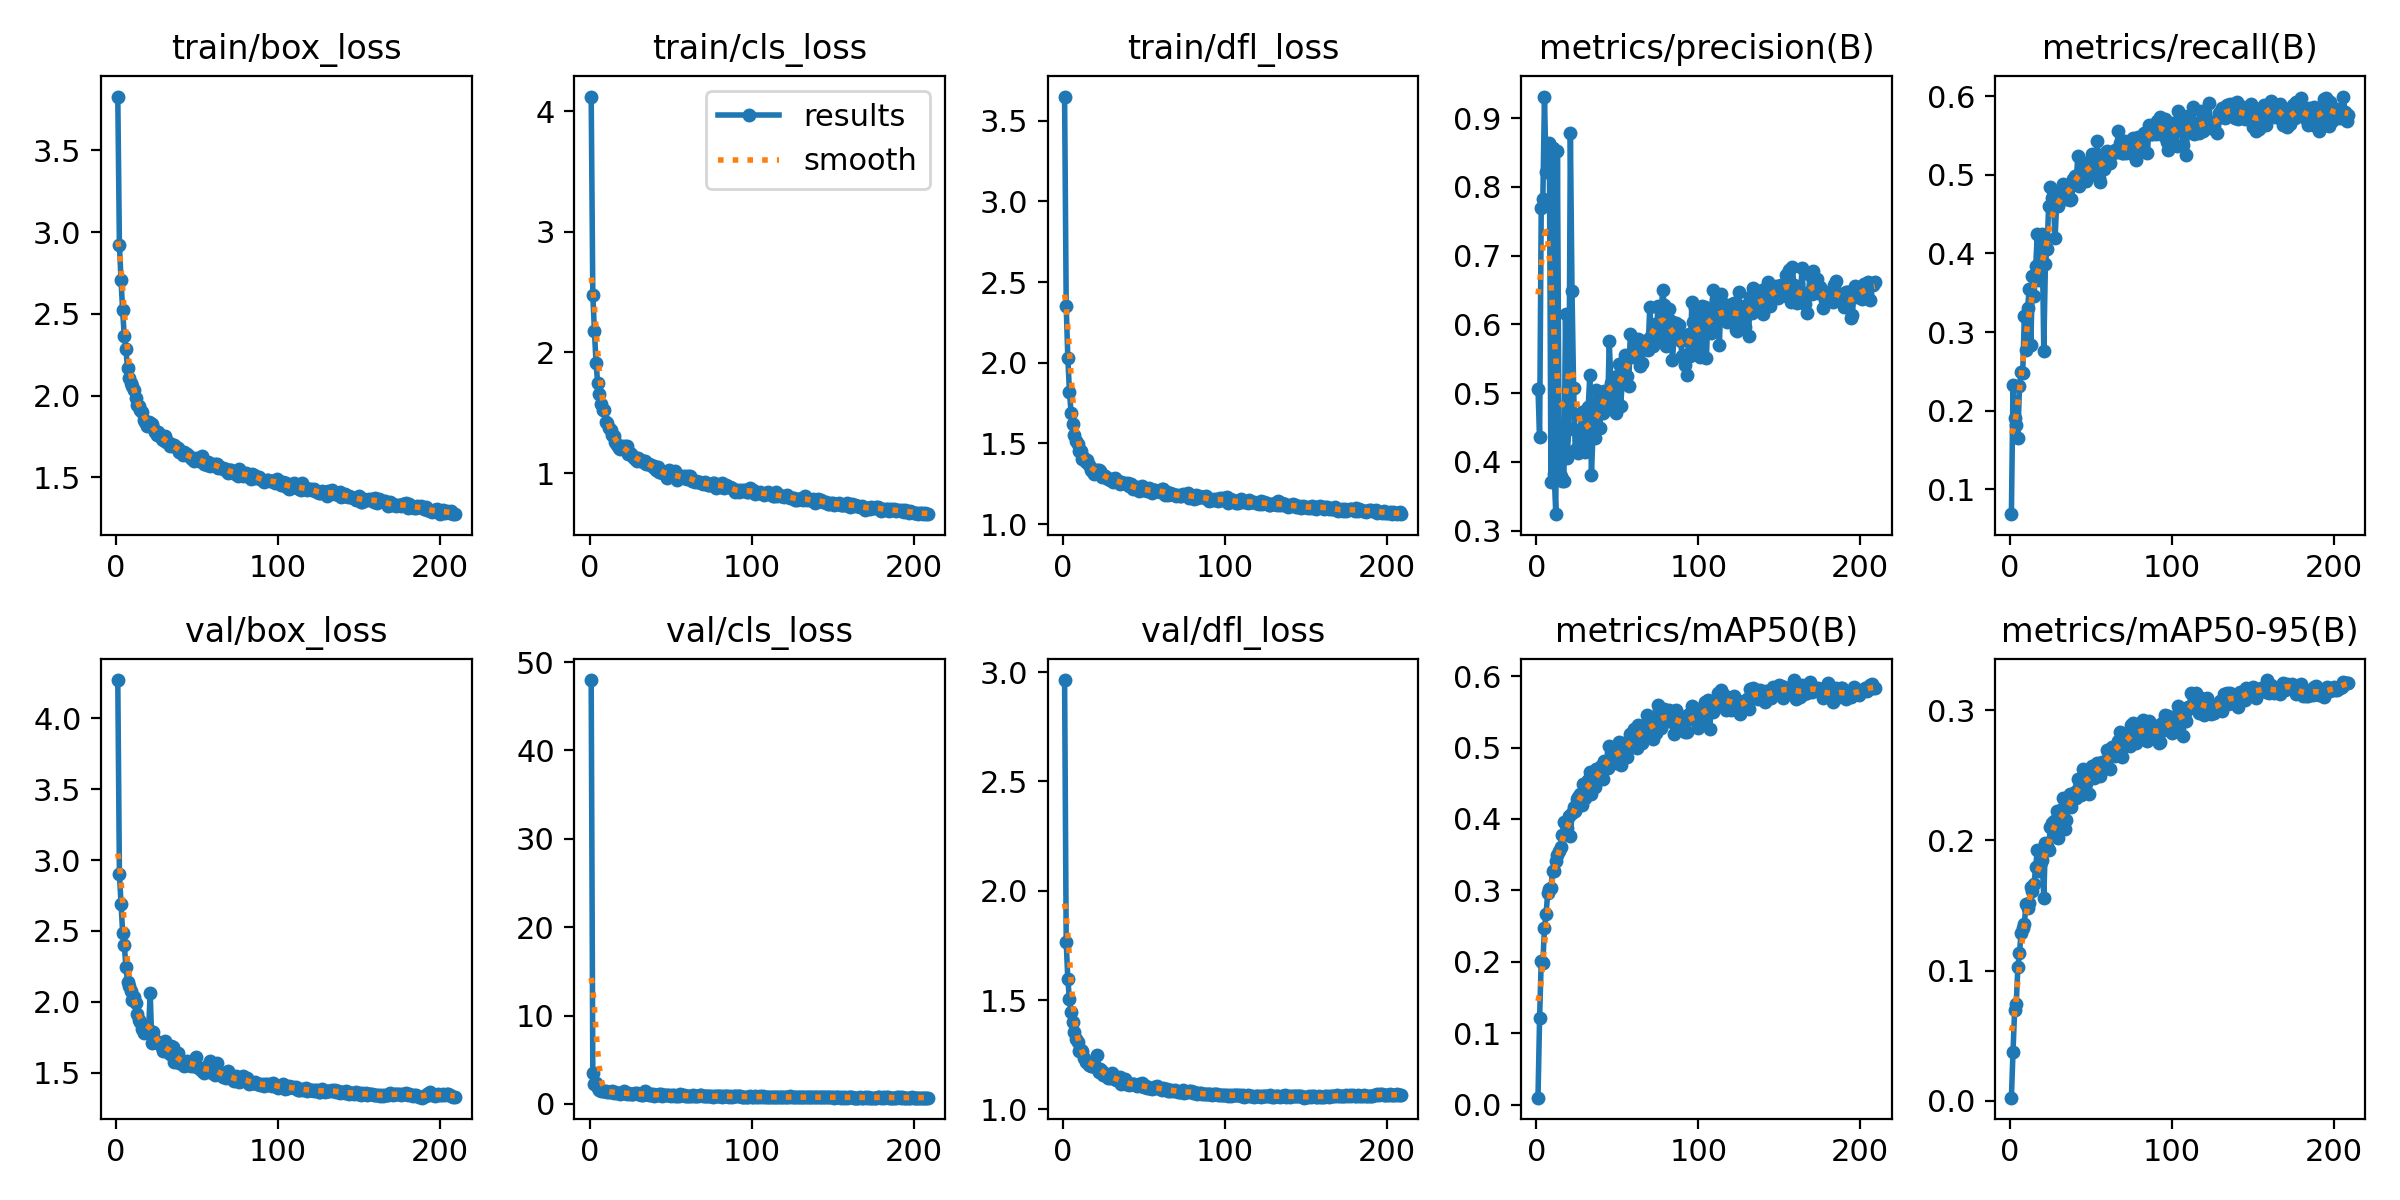 train/box_loss
3.5
3.0
2.5
2.0
1.5
0 100 200
train/cls_loss
results
smooth
4
3
2
1
0 100 200
train/dfl_loss
3.5
3.0
2.5
2.0
1.5
1.0
0 100 200
metrics/precision(B)
0.9
0.8
0.7
0.6
0.5
0.4
0.3
0 100 200
metrics/recall(B)
0.6
0.5
0.4
0.3
0.2
0.1
0 100 200
val/box_loss
4.0
3.5
3.0
2.5
2.0
1.5
0 100 200
val/cls_loss
50
40
30
20
10
0
0 100 200
val/dfl_loss
3.0
2.5
2.0
1.5
1.0
0 100 200
metrics/mAP50(B)
0.6
0.5
0.4
0.3
0.2
0.1
0.0
0 100 200
metrics/mAP50-95(B)
0.3
0.2
0.1
0.0
0 100 200